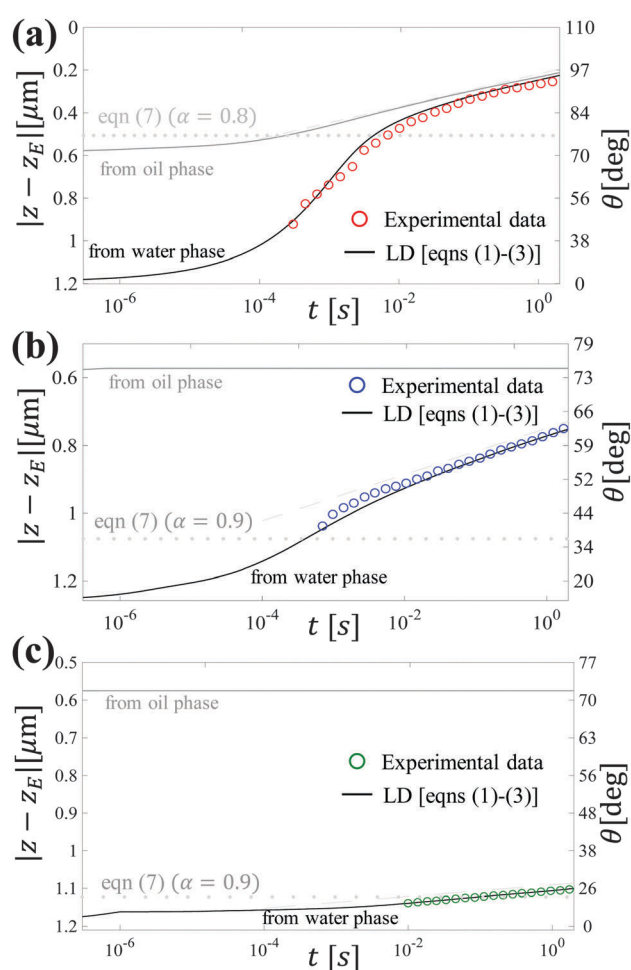 (a)
0
0.2
0.4
0.6
0.8
1
1.2
|z − z_E| [μm]
110
97
84
70
56
38
0
θ[deg]
eqn (7) (α = 0.8)
from oil phase
from water phase
Experimental data
LD [eqns (1)-(3)]
10^-6
10^-4
10^-2
10^0
t [s]
(b)
0.6
0.8
1
1.2
|z − z_E| [μm]
79
73
66
59
52
44
34
20
θ[deg]
from oil phase
Experimental data
LD [eqns (1)-(3)]
eqn (7) (α = 0.9)
from water phase
10^-6
10^-4
10^-2
10^0
t [s]
(c)
0.5
0.6
0.7
0.8
0.9
1
1.1
1.2
|z − z_E| [μm]
77
70
63
56
48
38
26
0
θ[deg]
from oil phase
Experimental data
LD [eqns (1)-(3)]
eqn (7) (α = 0.9)
from water phase
10^-6
10^-4
10^-2
10^0
t [s]